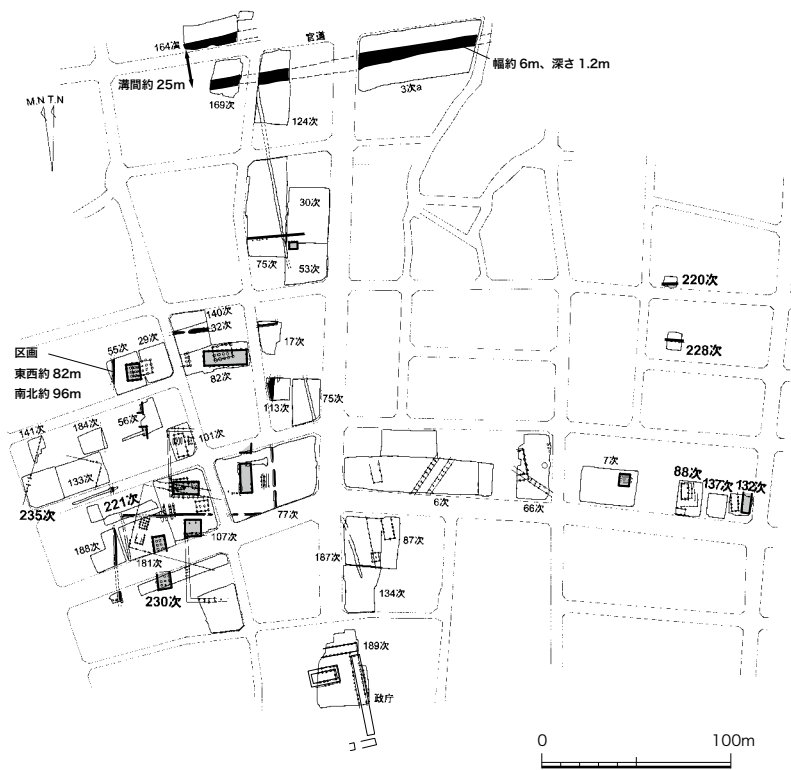 官道
164次
溝間約 25m
幅約 6m、深さ 1.2m
M.N T.N
169次
124次
3次a
30次
75次
53次
220次
228次
140次
32次
17次
区画
東西約 82m
南北約 96m
55次
29次
82次
113次
75次
56次
141次
184次
101次
133次
221次
235次
77次
6次
66次
7次
88次
137次
132次
188次
107次
181次
230次
187次
87次
134次
189次
政庁
0
100m